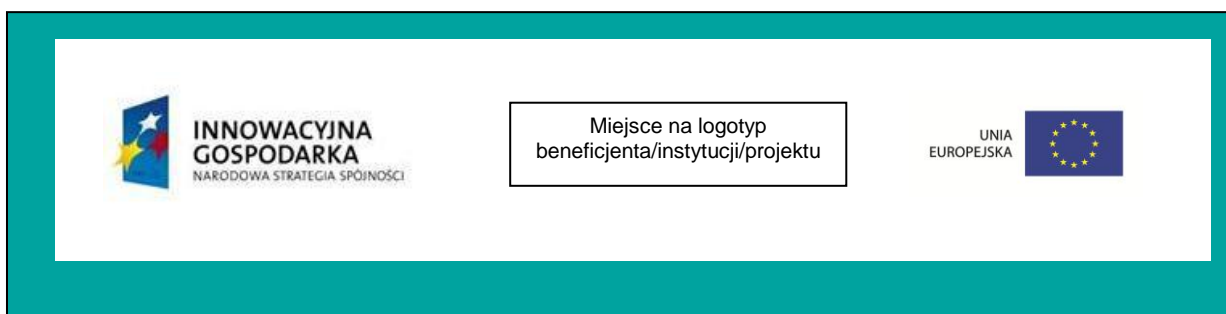 INNOWACYJNA
GOSPODARKA
NARODOWA STRATEGIA SPÓJNOŚCI
Miejsce na logotyp
beneficjenta/instytucji/projektu
UNIA
EUROPEJSKA